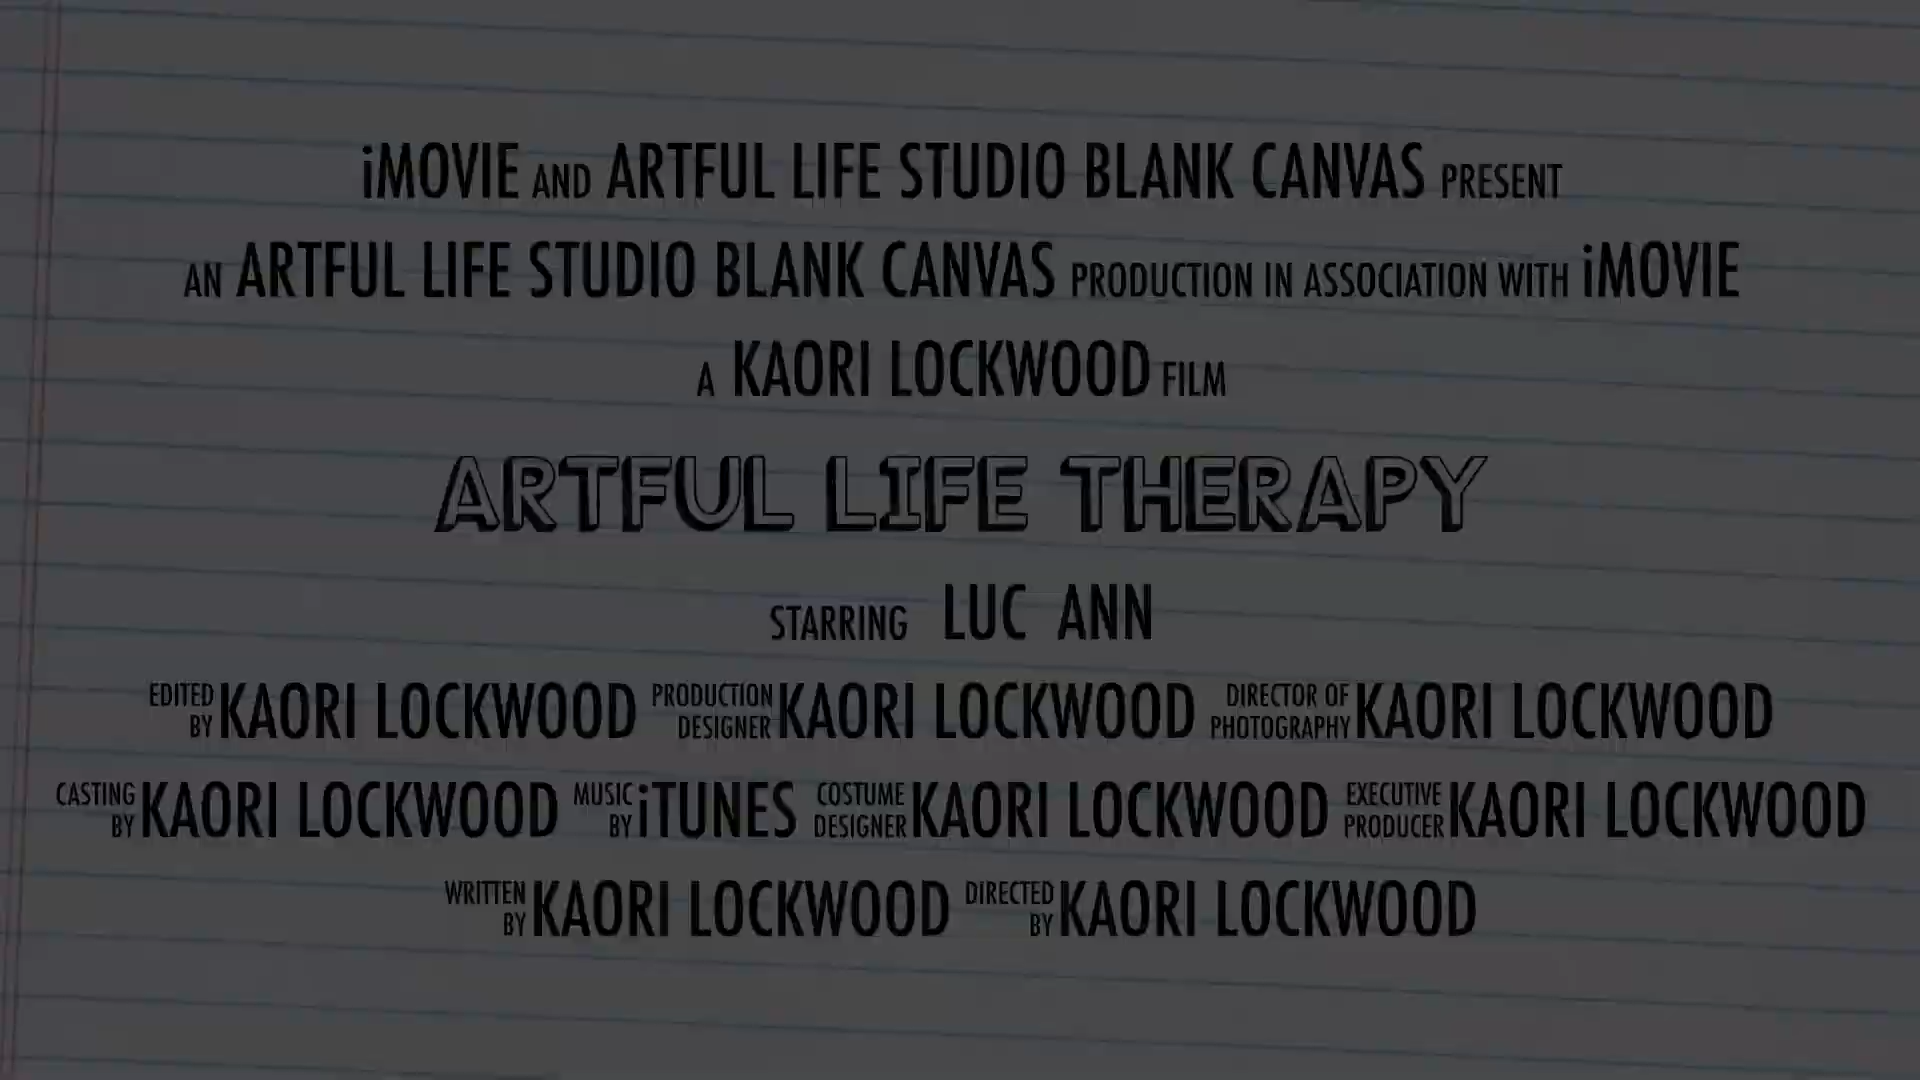 iMOVIE AND ARTFUL LIFE STUDIO BLANK CANVAS PRESENT
AN ARTFUL LIFE STUDIO BLANK CANVAS PRODUCTION IN ASSOCIATION WITH iMOVIE
A KAORI LOCKWOOD FILM
ARTFUL LIFE THERAPY
STARRING LUC ANN
EDITED BY KAORI LOCKWOOD PRODUCTION DESIGNER KAORI LOCKWOOD DIRECTOR OF PHOTOGRAPHY KAORI LOCKWOOD
CASTING BY KAORI LOCKWOOD MUSIC BY iTUNES COSTUME DESIGNER KAORI LOCKWOOD EXECUTIVE PRODUCER KAORI LOCKWOOD
WRITTEN BY KAORI LOCKWOOD DIRECTED BY KAORI LOCKWOOD